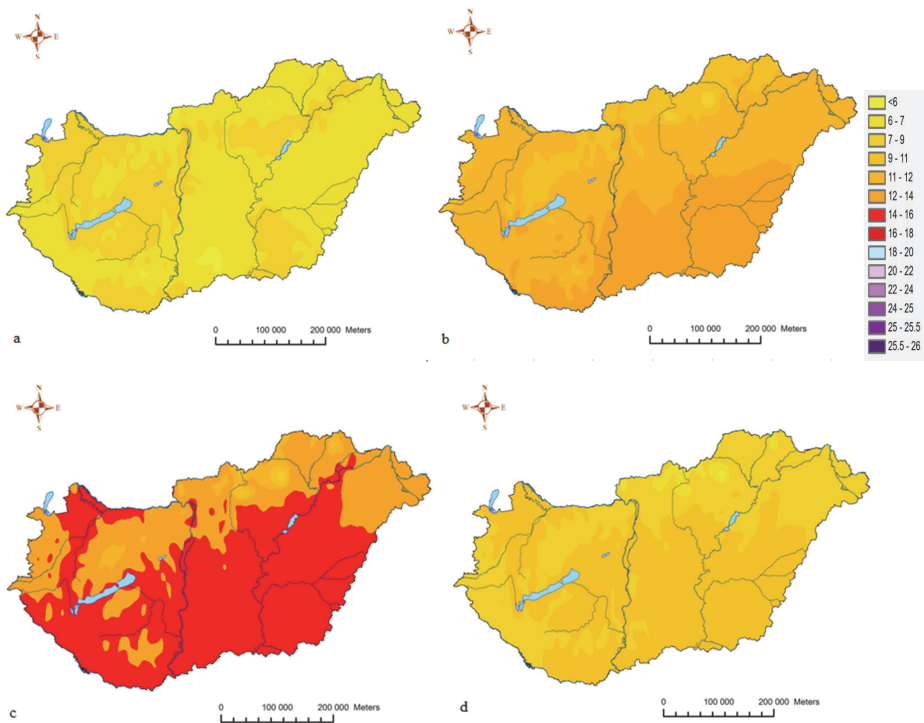 N
W E
S
N
W E
S
a
0 100 000 200 000 Meters
b
0 100 000 200 000 Meters
<6
6 - 7
7 - 9
9 - 11
11 - 12
12 - 14
14 - 16
16 - 18
18 - 20
20 - 22
22 - 24
24 - 25
25 - 25.5
25.5 - 26
N
W E
S
N
W E
S
c
0 100 000 200 000 Meters
d
0 100 000 200 000 Meters